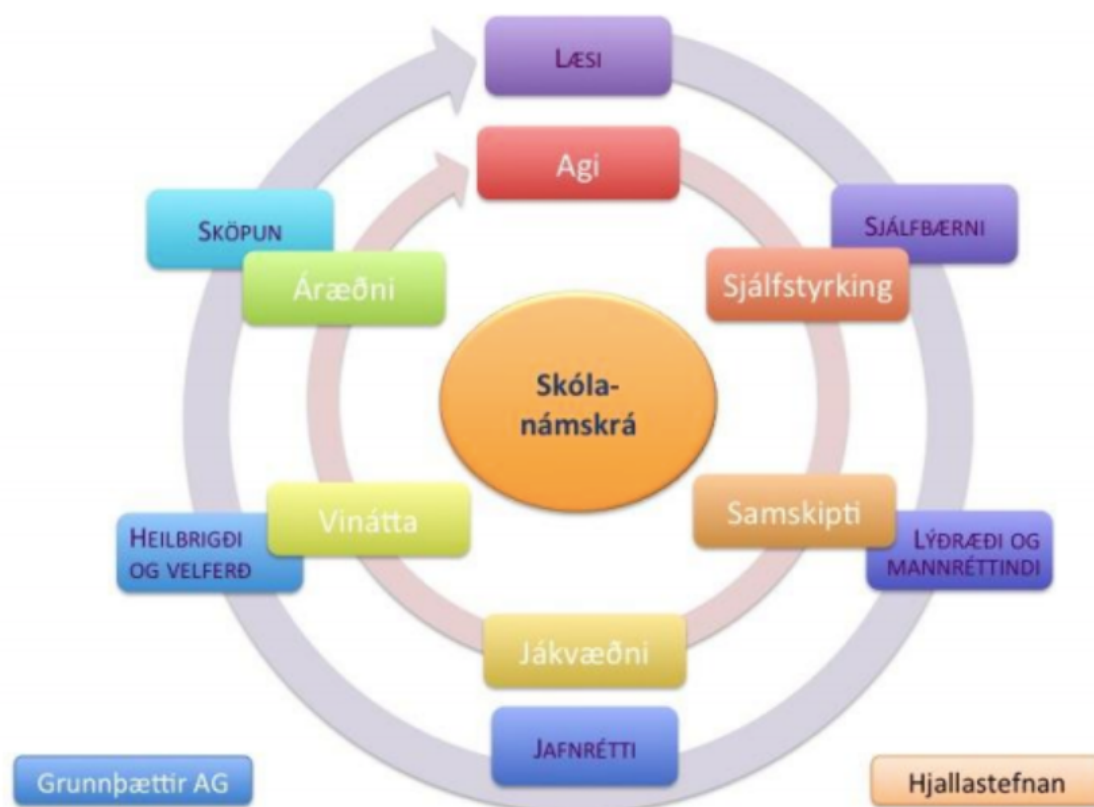 LÆSI
Agi
SKÖPUN
SJÁLFBÆRNI
Áræðni
Sjálfstyrking
Skóla-
námskrá
Vinátta
Samskipti
HEILBRIGÐI
OG VELFERÐ
LÝÐRÆÐI OG
MANNRÉTTINDI
Jákvæðni
JAFNRÉTTI
Grunnþættir AG
Hjallastefnan